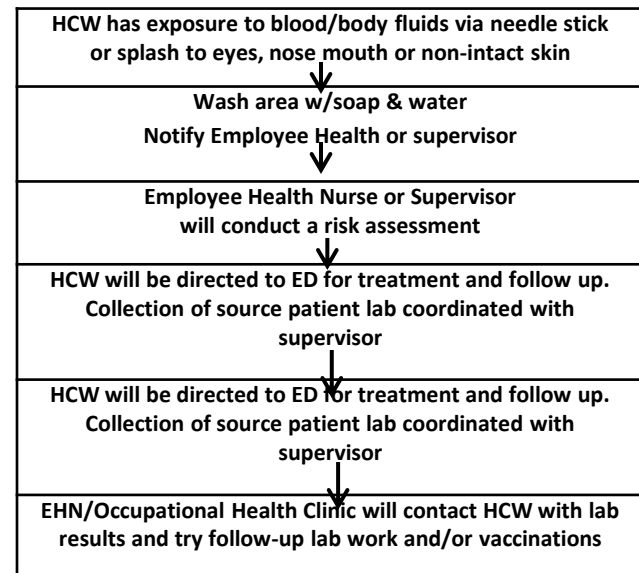 HCW has exposure to blood/body fluids via needle stick
or splash to eyes, nose mouth or non-intact skin
Wash area w/soap & water
Notify Employee Health or supervisor
Employee Health Nurse or Supervisor
will conduct a risk assessment
HCW will be directed to ED for treatment and follow up.
Collection of source patient lab coordinated with
supervisor
HCW will be directed to ED for treatment and follow up.
Collection of source patient lab coordinated with
supervisor
EHN/Occupational Health Clinic will contact HCW with lab
results and try follow-up lab work and/or vaccinations